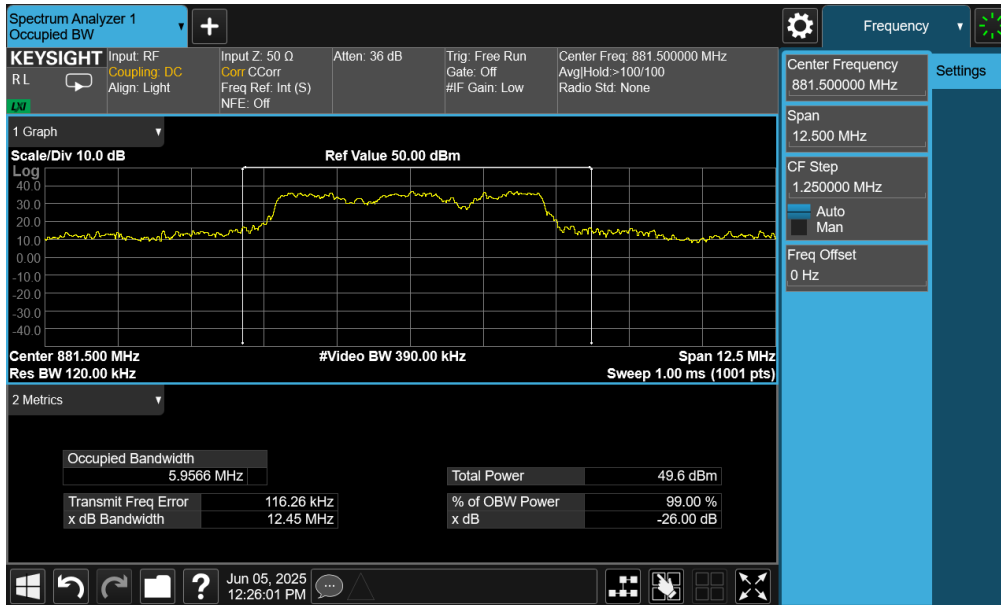 Spectrum Analyzer 1
Occupied BW
+
Frequency
KEYSIGHT
R L
LXI
Input: RF
Coupling: DC
Align: Light
Input Z: 50 Ω
Corr CCorr
Freq Ref: Int (S)
NFE: Off
Atten: 36 dB
Trig: Free Run
Gate: Off
#IF Gain: Low
Center Freq: 881.500000 MHz
Avg|Hold:>100/100
Radio Std: None
Center Frequency
881.500000 MHz
Settings
Span
12.500 MHz
CF Step
1.250000 MHz
Auto
Man
Freq Offset
0 Hz
1 Graph
Scale/Div 10.0 dB
Ref Value 50.00 dBm
Log
40.0
30.0
20.0
10.0
0.00
-10.0
-20.0
-30.0
-40.0
Center 881.500 MHz
#Video BW 390.00 kHz
Span 12.5 MHz
Res BW 120.00 kHz
Sweep 1.00 ms (1001 pts)
2 Metrics
Occupied Bandwidth
5.9566 MHz
Total Power 49.6 dBm
Transmit Freq Error 116.26 kHz
% of OBW Power 99.00 %
x dB Bandwidth 12.45 MHz
x dB -26.00 dB
?
Jun 05, 2025
12:26:01 PM